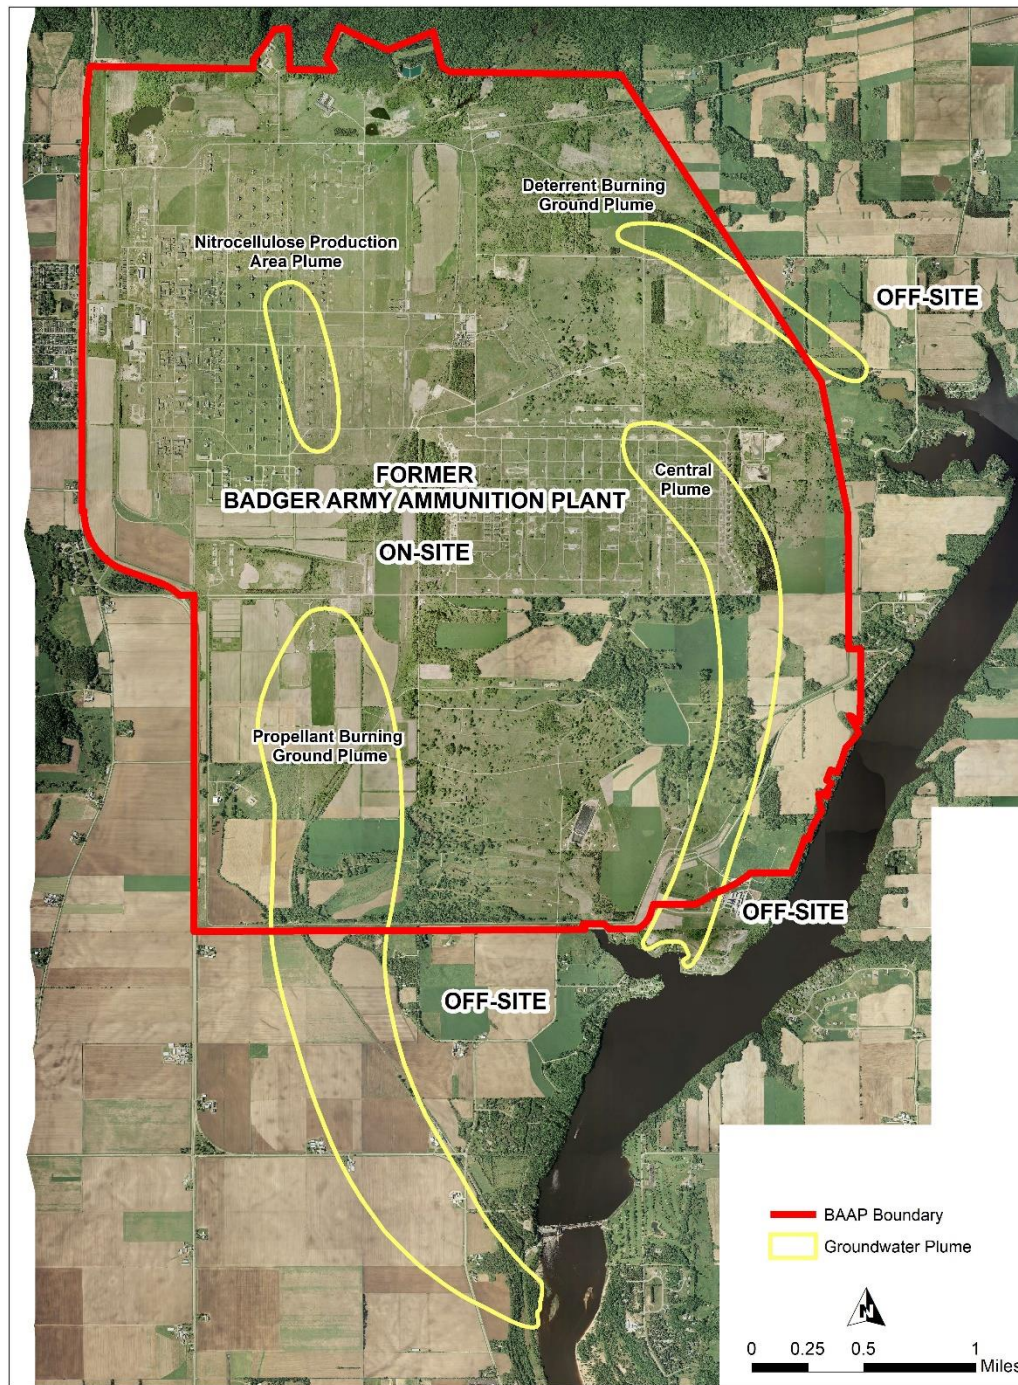 Deterrent Burning
Ground Plume
Nitrocellulose Production
Area Plume
OFF-SITE
FORMER
BADGER ARMY AMMUNITION PLANT
Central
Plume
ON-SITE
Propellant Burning
Ground Plume
OFF-SITE
OFF-SITE
BAAP Boundary
Groundwater Plume
N
0 0.25 0.5 1
Miles